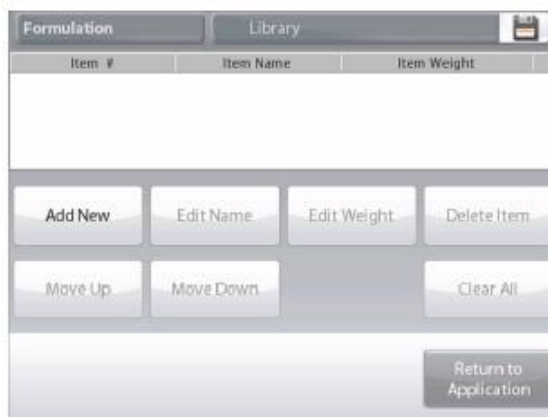 Formulation Library
Item # Item Name Item Weight
Add New Edit Name Edit Weight Delete Item
Move Up Move Down Clear All
Return to
Application